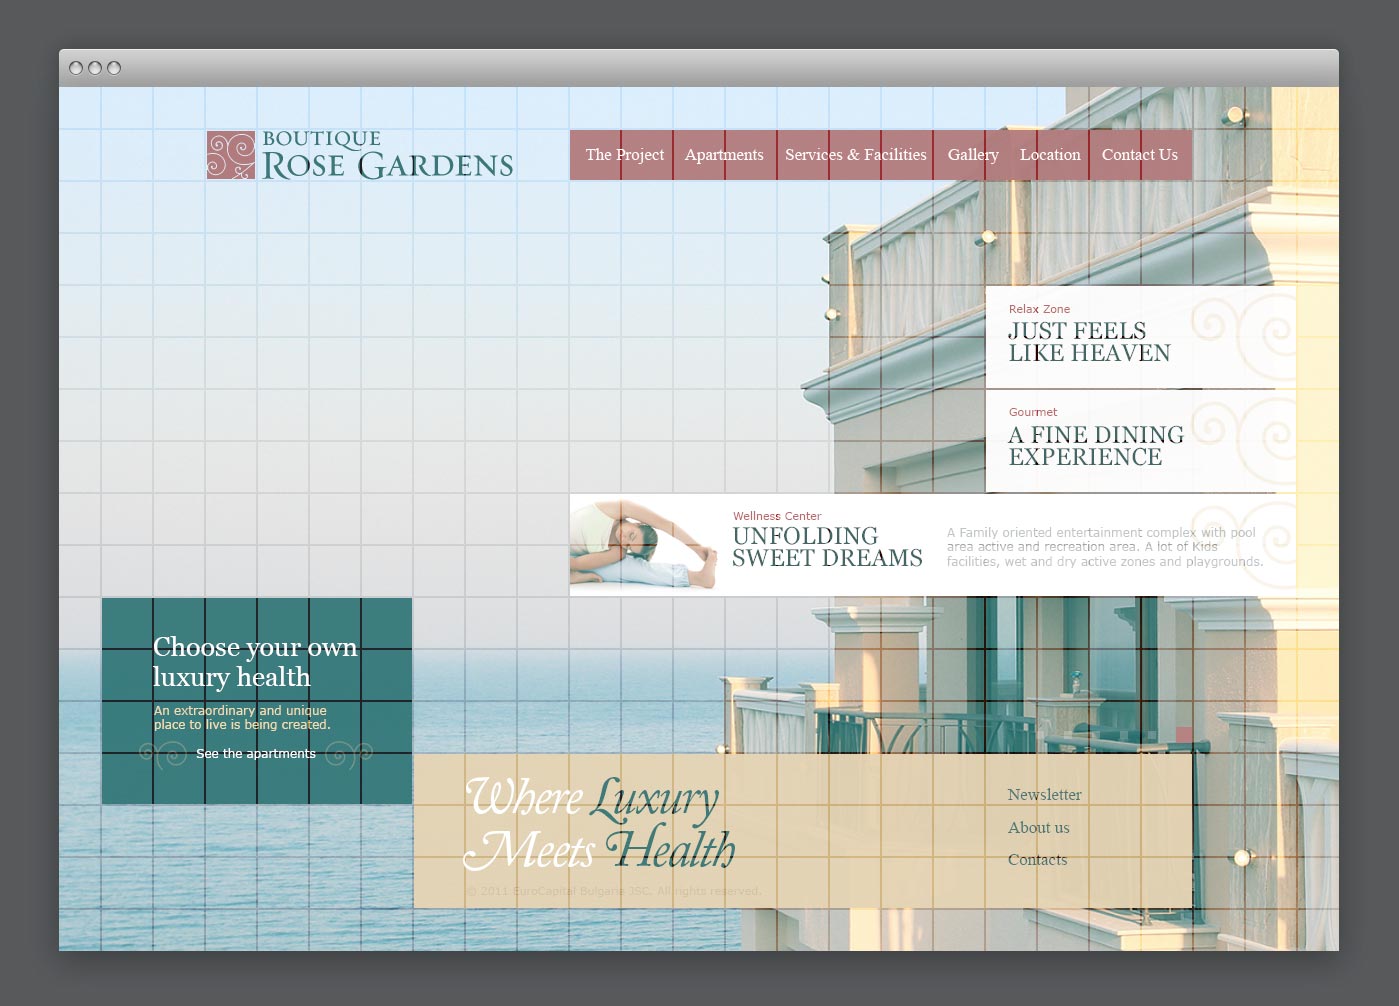 BOUTIQUE
ROSE GARDENS
The Project Apartments Services & Facilities Gallery Location Contact Us
Relax Zone
JUST FEELS
LIKE HEAVEN
Gourmet
A FINE DINING
EXPERIENCE
Wellness Center
UNFOLDING
SWEET DREAMS
A Family oriented entertainment complex with pool
area active and recreation area. A lot of Kids
facilities, wet and dry active zones and playgrounds.
Choose your own
luxury health
An extraordinary and unique
place to live is being created.
See the apartments
Where Luxury
Meets Health
© 2011 EuroCapital Bulgaria JSC. All rights reserved.
Newsletter
About us
Contacts